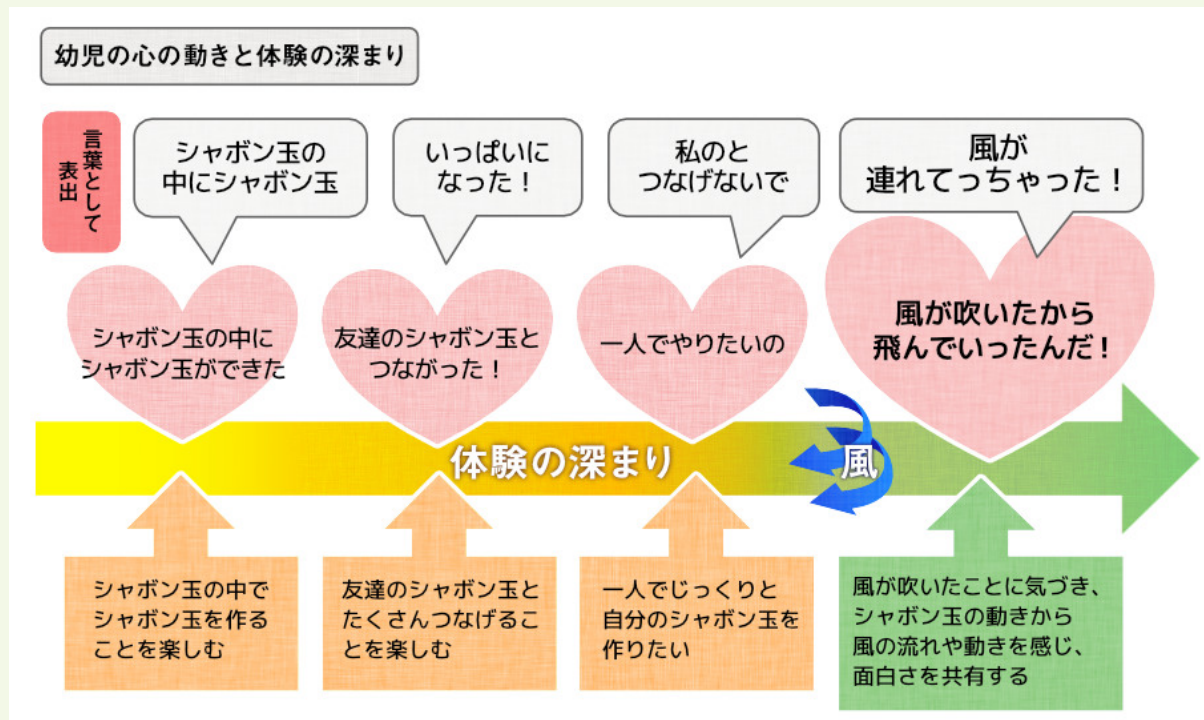 幼児の心の動きと体験の深まり
言葉として
表出
シャボン玉の
中にシャボン玉
いっぱいに
なった！
私のと
つなげないで
風が
連れてっちゃった！
シャボン玉の中に
シャボン玉ができた
友達のシャボン玉と
つながった！
一人でやりたいの
風が吹いたから
飛んでいったんだ！
体験の深まり
風
シャボン玉の中で
シャボン玉を作る
ことを楽しむ
友達のシャボン玉と
たくさんつなげるこ
とを楽しむ
一人でじっくりと
自分のシャボン玉を
作りたい
風が吹いたことに気づき、
シャボン玉の動きから
風の流れや動きを感じ、
面白さを共有する